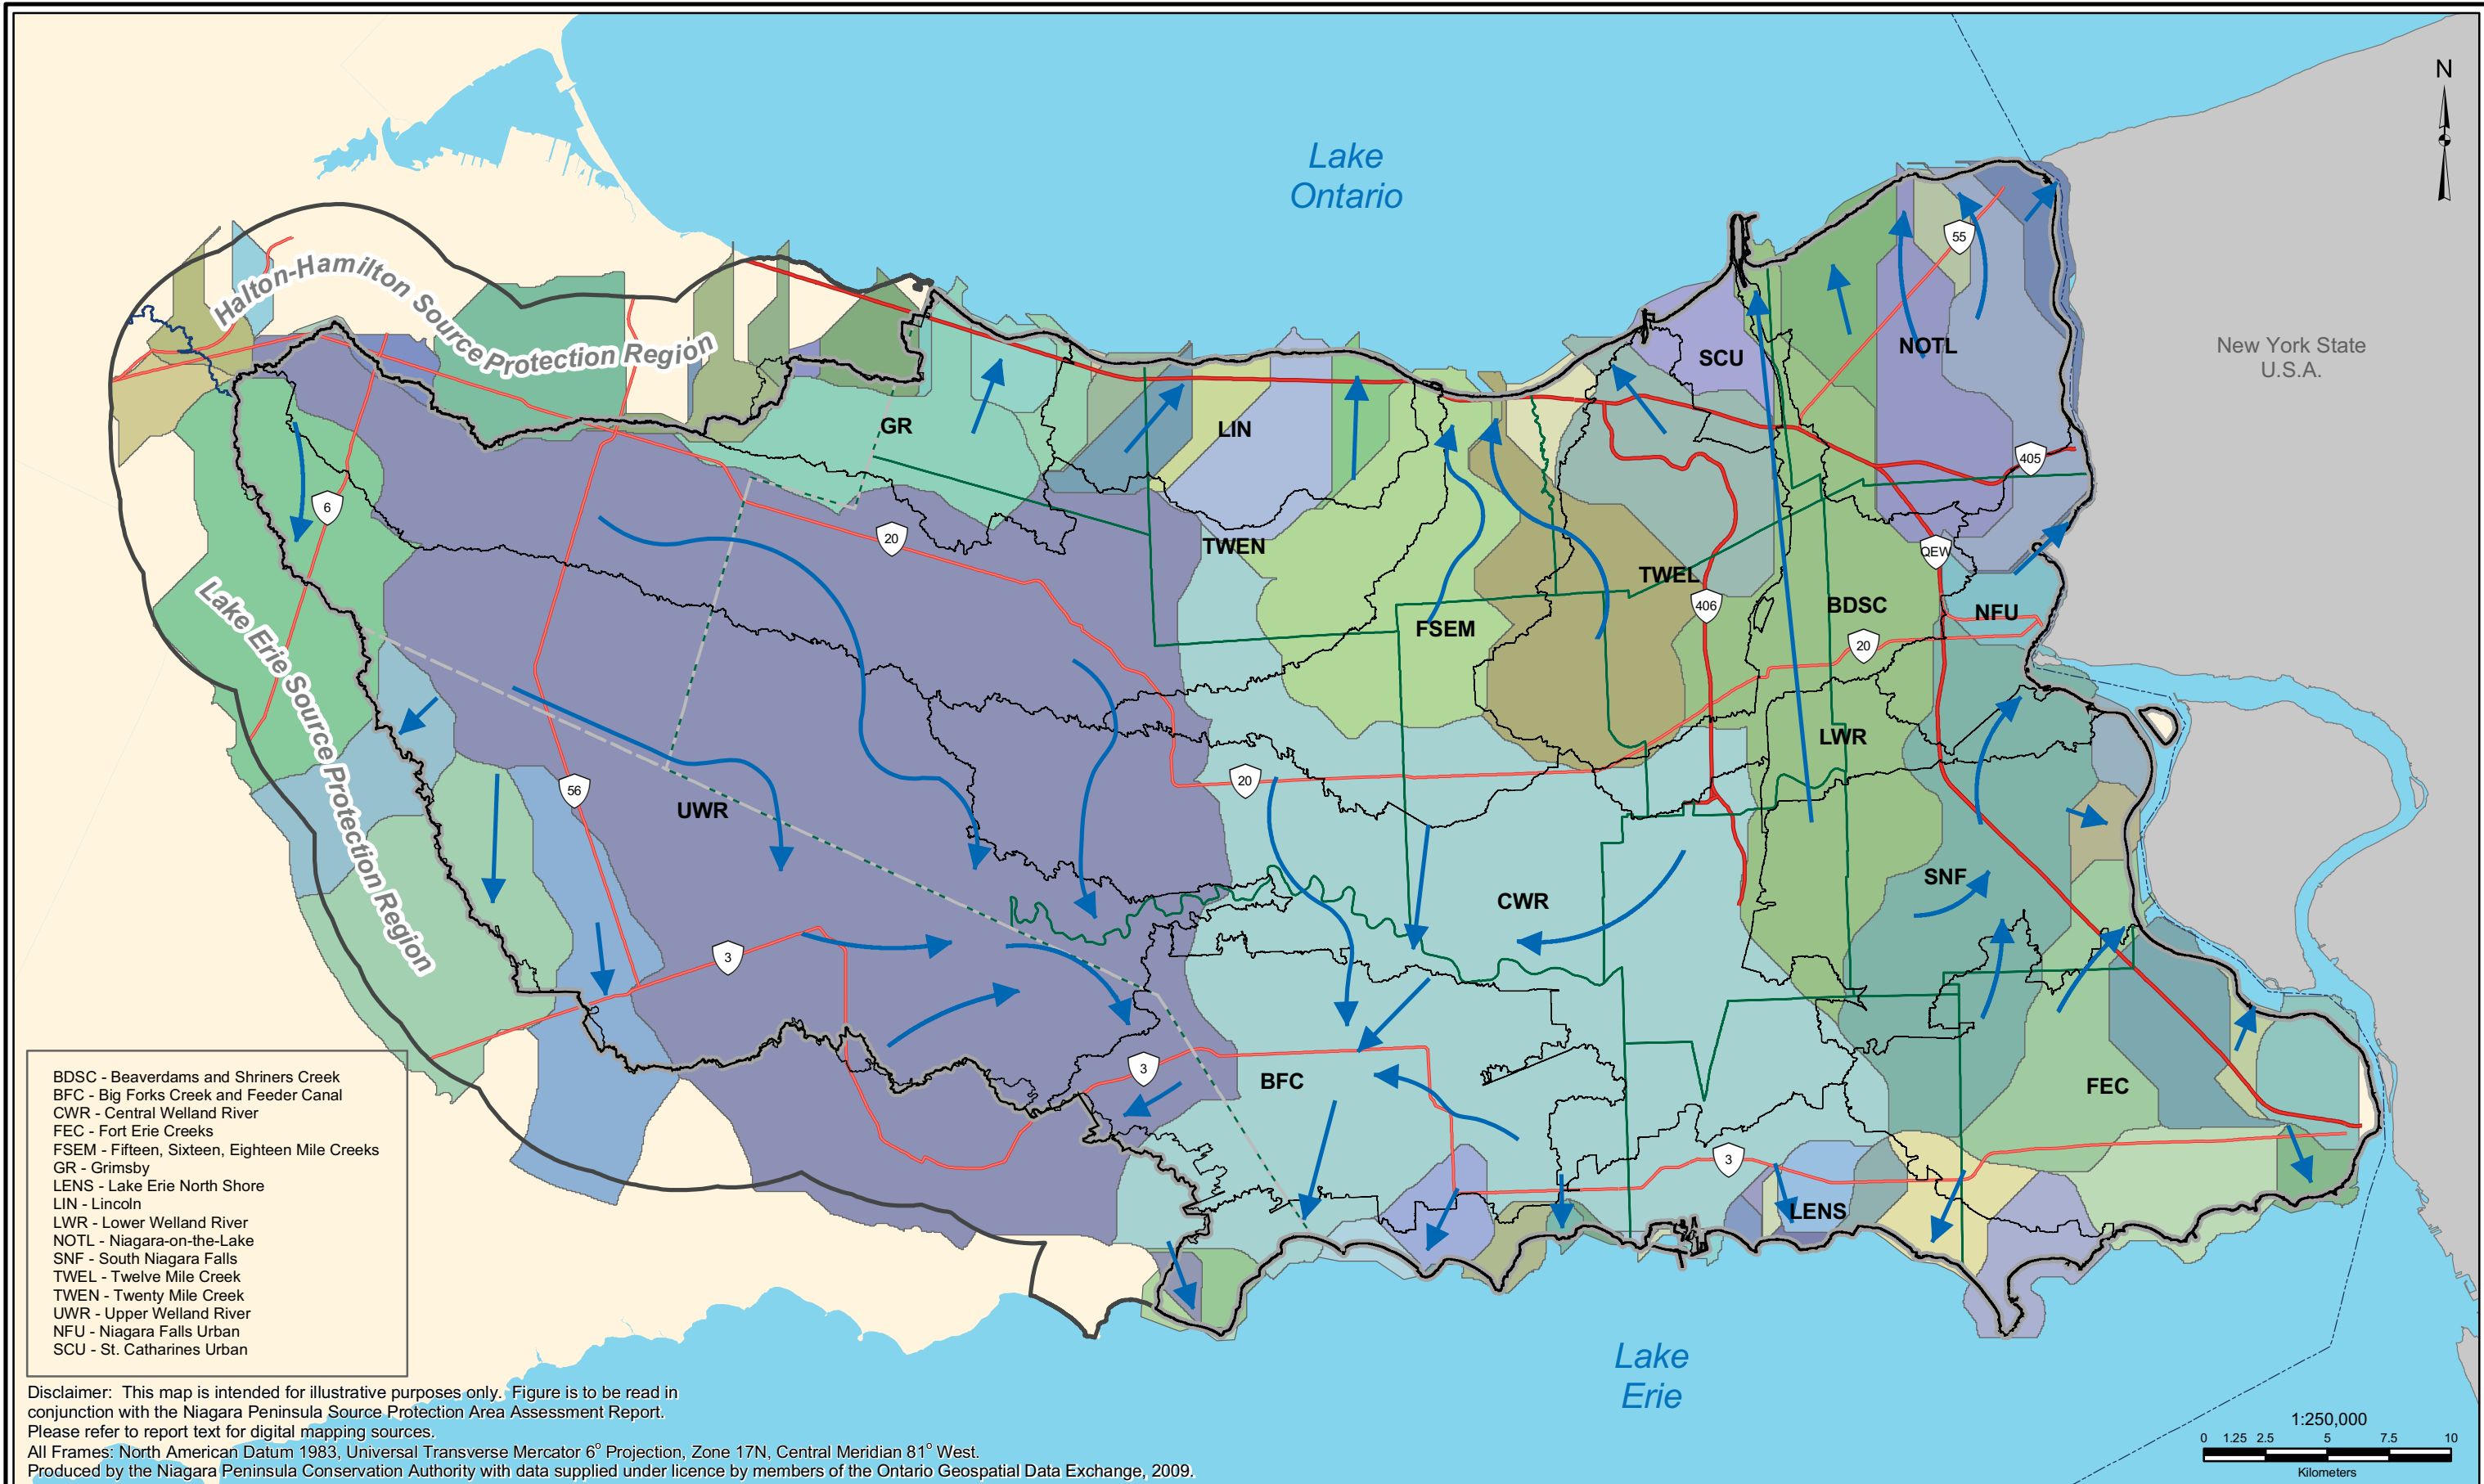 Lake
Ontario
N
New York State
U.S.A.
Halton-Hamilton Source Protection Region
Lake Erie Source Protection Region
55
405
QEW
406
20
20
20
6
56
3
3
3
GR
LIN
SCU
NOTL
TWEN
TWEL
FSEM
BDSC
NFU
LWR
UWR
CWR
SNF
BFC
FEC
LENS
BDSC - Beaverdams and Shriners Creek
BFC - Big Forks Creek and Feeder Canal
CWR - Central Welland River
FEC - Fort Erie Creeks
FSEM - Fifteen, Sixteen, Eighteen Mile Creeks
GR - Grimsby
LENS - Lake Erie North Shore
LIN - Lincoln
LWR - Lower Welland River
NOTL - Niagara-on-the-Lake
SNF - South Niagara Falls
TWEL - Twelve Mile Creek
TWEN - Twenty Mile Creek
UWR - Upper Welland River
NFU - Niagara Falls Urban
SCU - St. Catharines Urban
Lake
Erie
Disclaimer: This map is intended for illustrative purposes only. Figure is to be read in
conjunction with the Niagara Peninsula Source Protection Area Assessment Report.
Please refer to report text for digital mapping sources.
All Frames: North American Datum 1983, Universal Transverse Mercator 6° Projection, Zone 17N, Central Meridian 81° West.
Produced by the Niagara Peninsula Conservation Authority with data supplied under licence by members of the Ontario Geospatial Data Exchange, 2009.
1:250,000
0 1.25 2.5 5 7.5 10
Kilometers